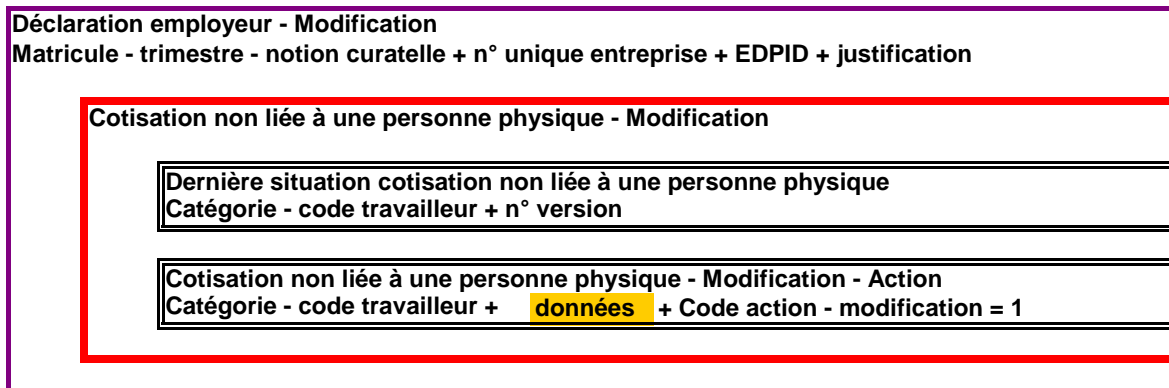 Déclaration employeur - Modification
Matricule - trimestre - notion curatelle + n° unique entreprise + EDPID + justification
Cotisation non liée à une personne physique - Modification
Dernière situation cotisation non liée à une personne physique
Catégorie - code travailleur + n° version
Cotisation non liée à une personne physique - Modification - Action
Catégorie - code travailleur + données + Code action - modification = 1